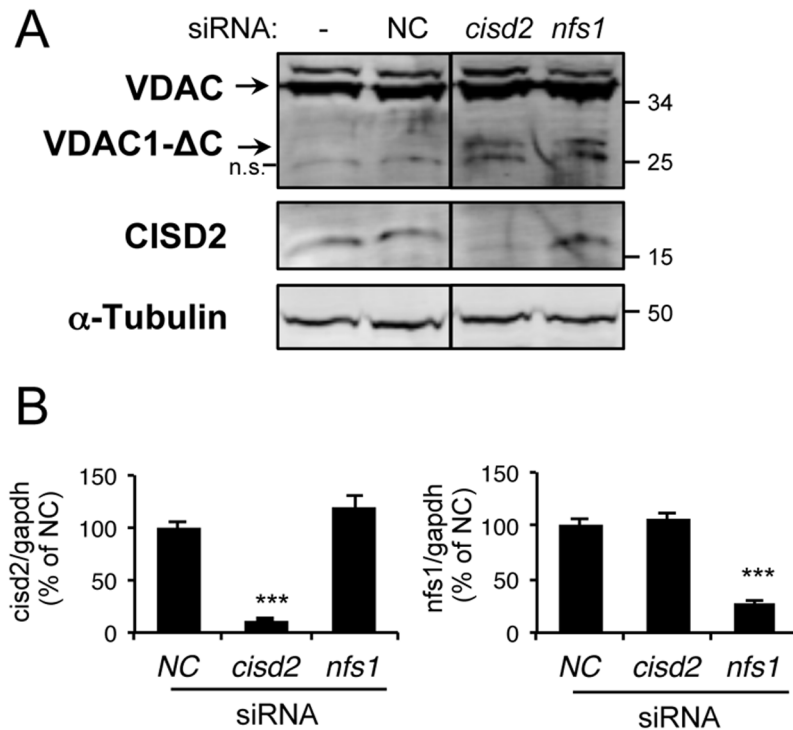 A
siRNA: - NC cisd2 nfs1
VDAC
34
VDAC1-ΔC
n.s.
25
CISD2
15
α-Tubulin
50
B
cisd2/gapdh
(% of NC)
150
100
50
0
***
NC cisd2 nfs1
siRNA
nfs1/gapdh
(% of NC)
150
100
50
0
***
NC cisd2 nfs1
siRNA